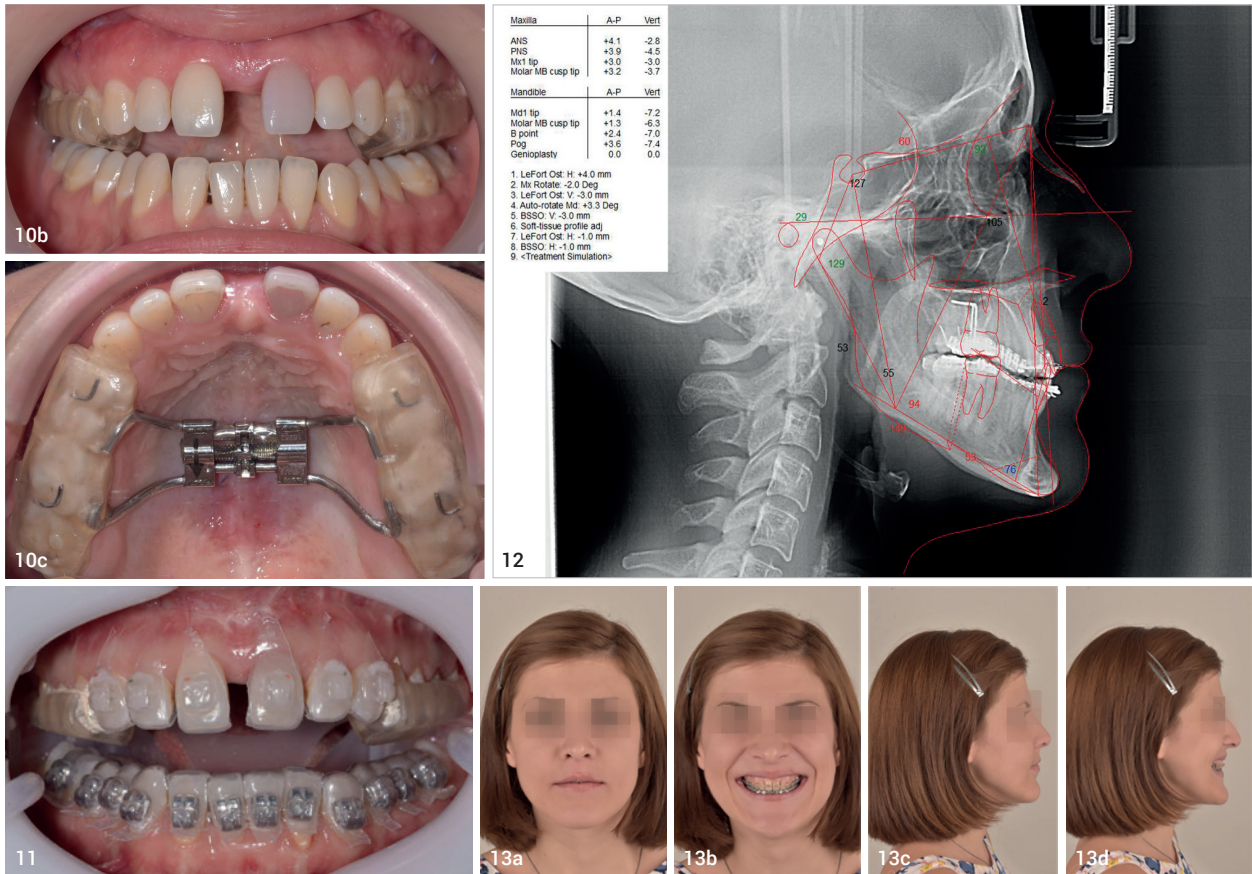 10b
10c
11
Maxilla A-P Vert
ANS +4.1 -2.8
PNS +3.9 -4.5
Mx1 tip +3.0 -3.0
Molar MB cusp tip +3.2 -3.7
Mandible A-P Vert
Md1 tip +1.4 -7.2
Molar MB cusp tip +1.3 -6.3
B point +2.4 -7.0
Pog +3.6 -7.4
Genioplasty 0.0 0.0
1. LeFort Ost: H: +4.0 mm
2. Mx Rotate: -2.0 Deg
3. LeFort Ost: V: -3.0 mm
4. Auto-rotate Md: +3.3 Deg
5. BSSO: V: -3.0 mm
6. Soft-tissue profile adj
7. LeFort Ost: H: -1.0 mm
8. BSSO: H: -1.0 mm
9. <Treatment Simulation>
60
127
29
105
129
2
53
55
94
53
76
12
13a
13b
13c
13d